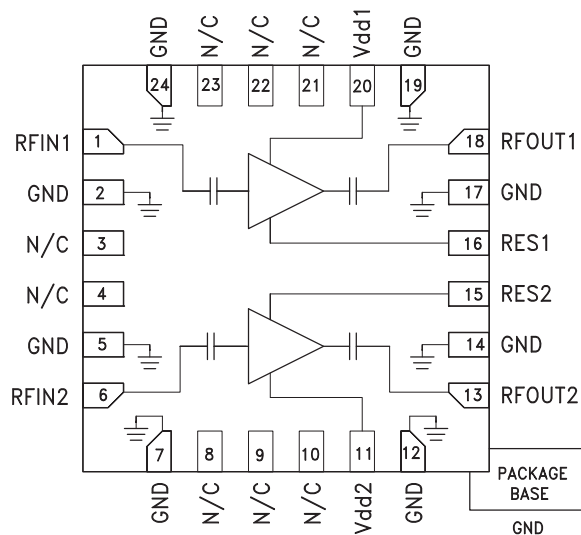 GND N/C N/C N/C Vdd1 GND
24 23 22 21 20 19
RFIN1 1 18 RFOUT1
GND 2 17 GND
N/C 3 16 RES1
N/C 4 15 RES2
GND 5 14 GND
RFIN2 6 13 RFOUT2
7 8 9 10 11 12
GND N/C N/C N/C Vdd2 GND
PACKAGE
BASE
GND